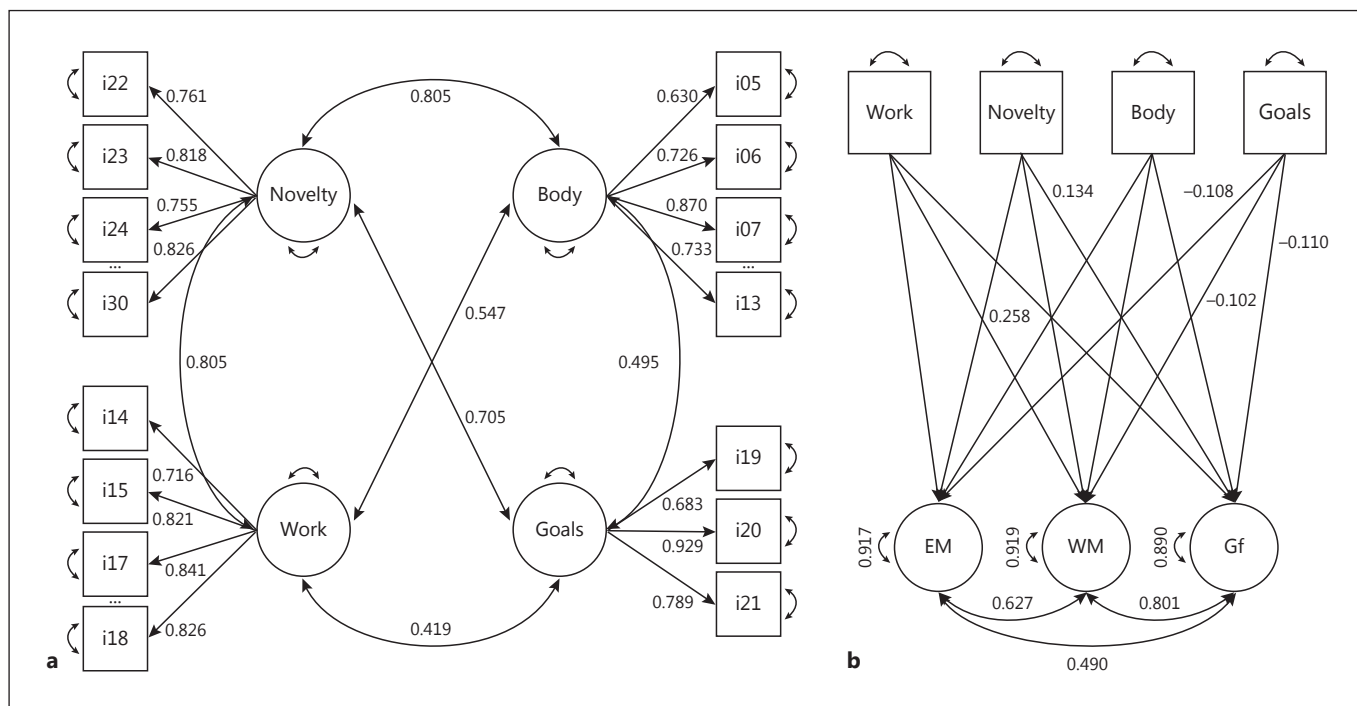 i22
0.761
i23
0.818
i24
0.755
...
0.826
i30
Novelty
0.805
Body
0.630
i05
0.726
i06
0.870
i07
0.733
...
i13
0.547
0.805
0.495
0.705
i14
0.716
i15
0.821
i17
0.841
...
i18
0.826
Work
0.419
Goals
i19
0.683
i20
0.929
i21
0.789
a
Work
Novelty
Body
Goals
0.134
–0.108
–0.110
0.258
–0.102
0.917
EM
0.919
WM
0.890
Gf
0.627
0.801
0.490
b